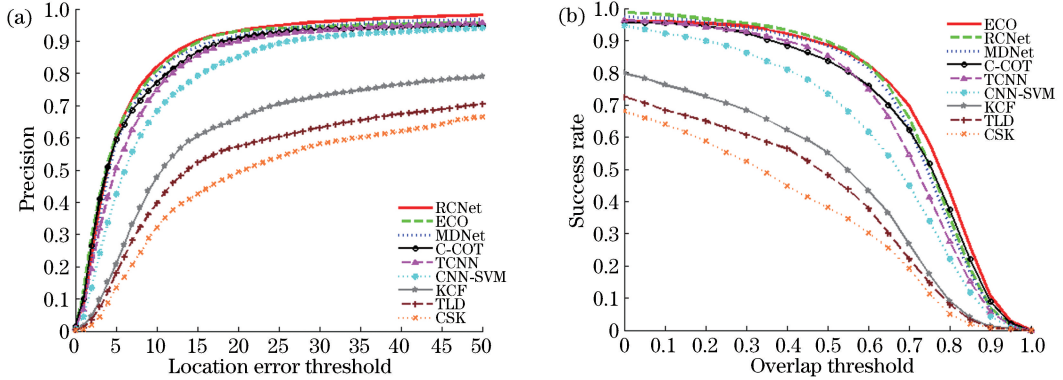 (a)
Precision
1.0
0.9
0.8
0.7
0.6
0.5
0.4
0.3
0.2
0.1
0
0 5 10 15 20 25 30 35 40 45 50
Location error threshold
RCNet
ECO
MDNet
C-COT
TCNN
CNN-SVM
KCF
TLD
CSK
(b)
Success rate
1.0
0.9
0.8
0.7
0.6
0.5
0.4
0.3
0.2
0.1
0
0 0.1 0.2 0.3 0.4 0.5 0.6 0.7 0.8 0.9 1.0
Overlap threshold
ECO
RCNet
MDNet
C-COT
TCNN
CNN-SVM
KCF
TLD
CSK